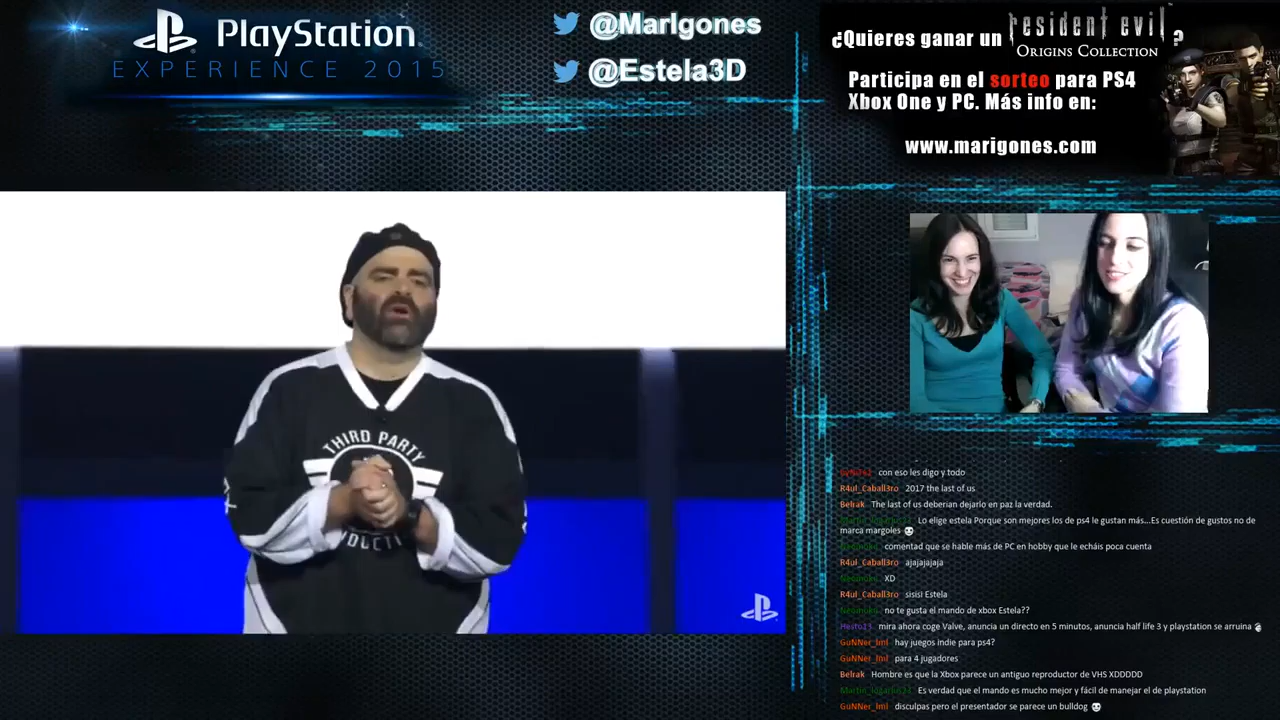 PlayStation
EXPERIENCE 2015
@MarIgones
@Estela3D
¿Quieres ganar un resident evil ?
ORIGINS COLLECTION
Participa en el sorteo para PS4
Xbox One y PC. Más info en:
www.marigones.com
THIRD PARTY
con eso les digo y todo
R4ul_Caball3ro 2017 the last of us
Belrak The last of us deberian dejarlo en paz la verdad.
Lo elige estela Porque son mejores los de ps4 le gustan más...Es cuestión de gustos no de
marca margoles
comentad que se hable más de PC en hobby que le echáis poca cuenta
R4ul_Caball3ro ajajajajaja
XD
R4ul_Caball3ro sisisi Estela
no te gusta el mando de xbox Estela??
Hesto23 mira ahora coge Valve, anuncia un directo en 5 minutos, anuncia half life 3 y playstation se arruina
GuNNer_lml hay juegos indie para ps4?
GuNNer_lml para 4 jugadores
Belrak Hombre es que la Xbox parece un antiguo reproductor de VHS XDDDDD
Es verdad que el mando es mucho mejor y fácil de manejar el de playstation
GuNNer_lml disculpas pero el presentador se parece un bulldog